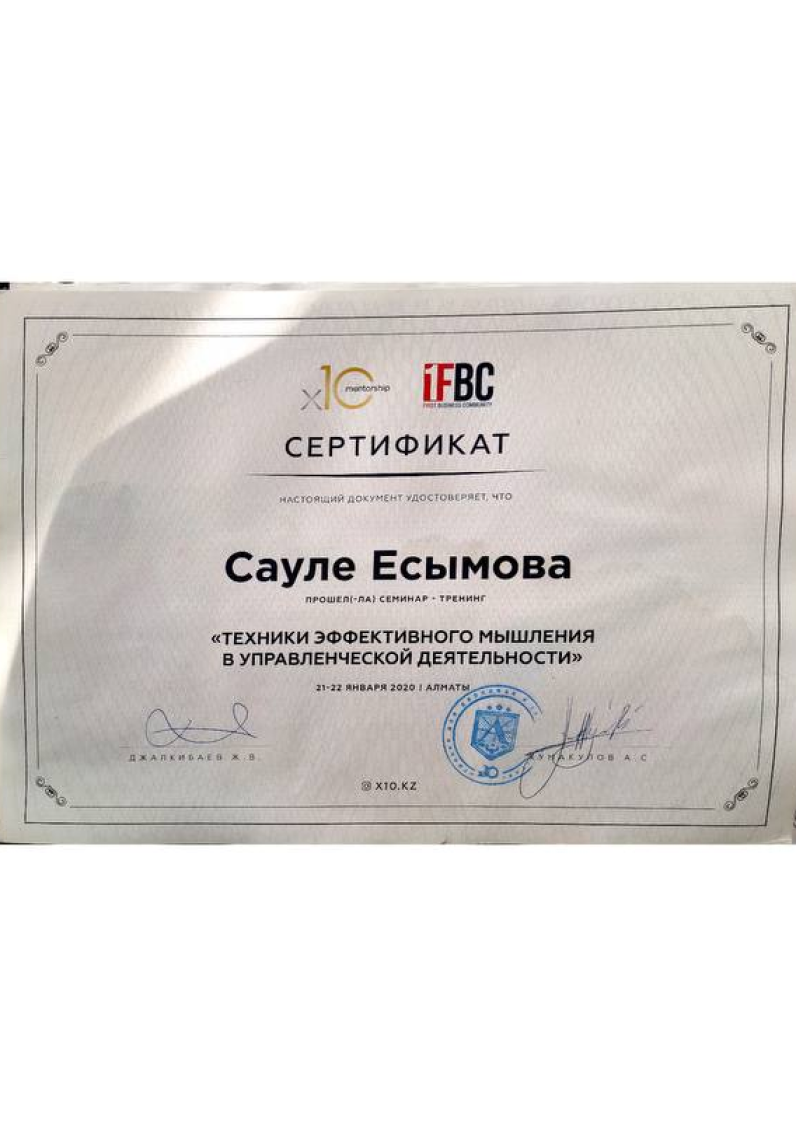 x10 mentorship
1FBC
FIRST BUSINESS COMMUNITY
СЕРТИФИКАТ
НАСТОЯЩИЙ ДОКУМЕНТ УДОСТОВЕРЯЕТ, ЧТО
Сауле Есымова
ПРОШЕЛ(-ЛА) СЕМИНАР - ТРЕНИНГ
«ТЕХНИКИ ЭФФЕКТИВНОГО МЫШЛЕНИЯ
В УПРАВЛЕНЧЕСКОЙ ДЕЯТЕЛЬНОСТИ»
21-22 ЯНВАРЯ 2020 | АЛМАТЫ
ДЖАЛКИБАЕВ Ж. В.
А. С
X10.KZ